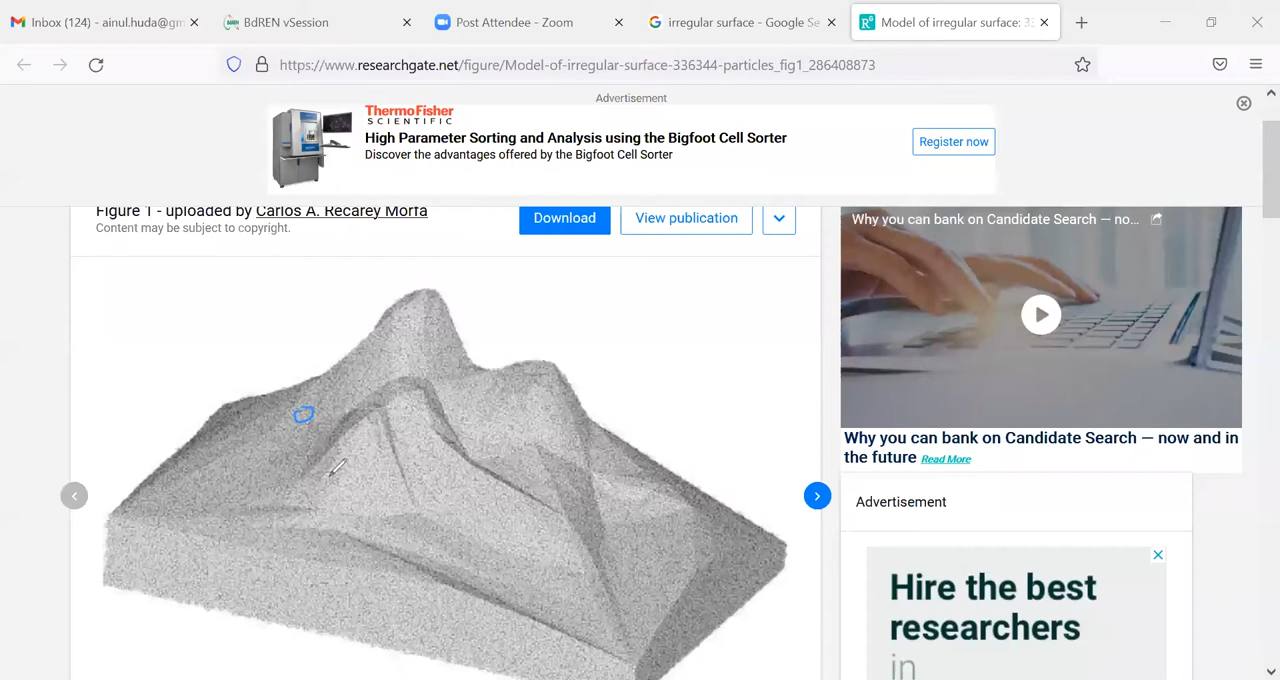 Inbox (124) – ainul.huda@gm
BdREN vSession
Post Attendee - Zoom
irregular surface - Google Se
Model of irregular surface: 33
https://www.researchgate.net/figure/Model-of-irregular-surface-336344-particles_fig1_286408873
Advertisement
ThermoFisher
SCIENTIFIC
High Parameter Sorting and Analysis using the Bigfoot Cell Sorter
Discover the advantages offered by the Bigfoot Cell Sorter
Register now
Figure 1 - uploaded by Carlos A. Recarey Morfa
Content may be subject to copyright.
Download
View publication
Why you can bank on Candidate Search — no...
Why you can bank on Candidate Search — now and in
the future Read More
Advertisement
Hire the best
researchers
in